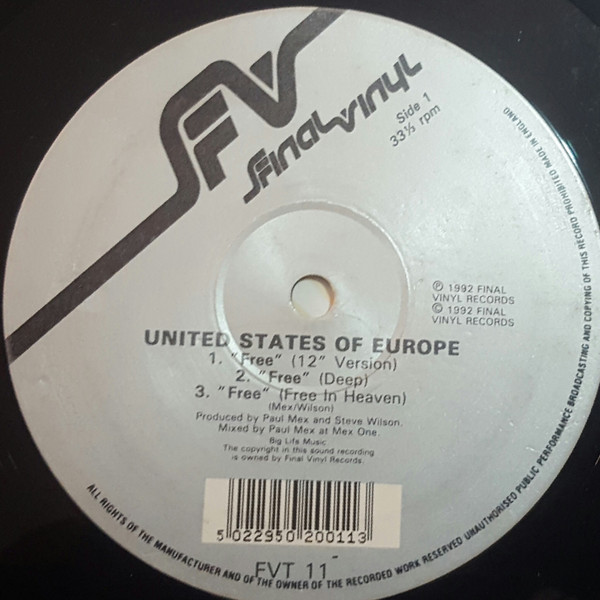 SFV
finalvinyl
Side 1
33⅓ rpm
℗ 1992 FINAL
VINYL RECORDS
© 1992 FINAL
VINYL RECORDS
UNITED STATES OF EUROPE
1. "Free" (12" Version)
2. "Free" (Deep)
3. "Free" (Free In Heaven)
(Mex/Wilson)
Produced by Paul Mex and Steve Wilson.
Mixed by Paul Mex at Mex One.
Big Life Music
The copyright in this sound recording
is owned by Final Vinyl Records.
5 022950 200113
FVT 11
ALL RIGHTS OF THE MANUFACTURER AND OF THE OWNER OF THE RECORDED WORK RESERVED UNAUTHORISED PUBLIC PERFORMANCE BROADCASTING AND COPYING OF THIS RECORD PROHIBITED MADE IN ENGLAND